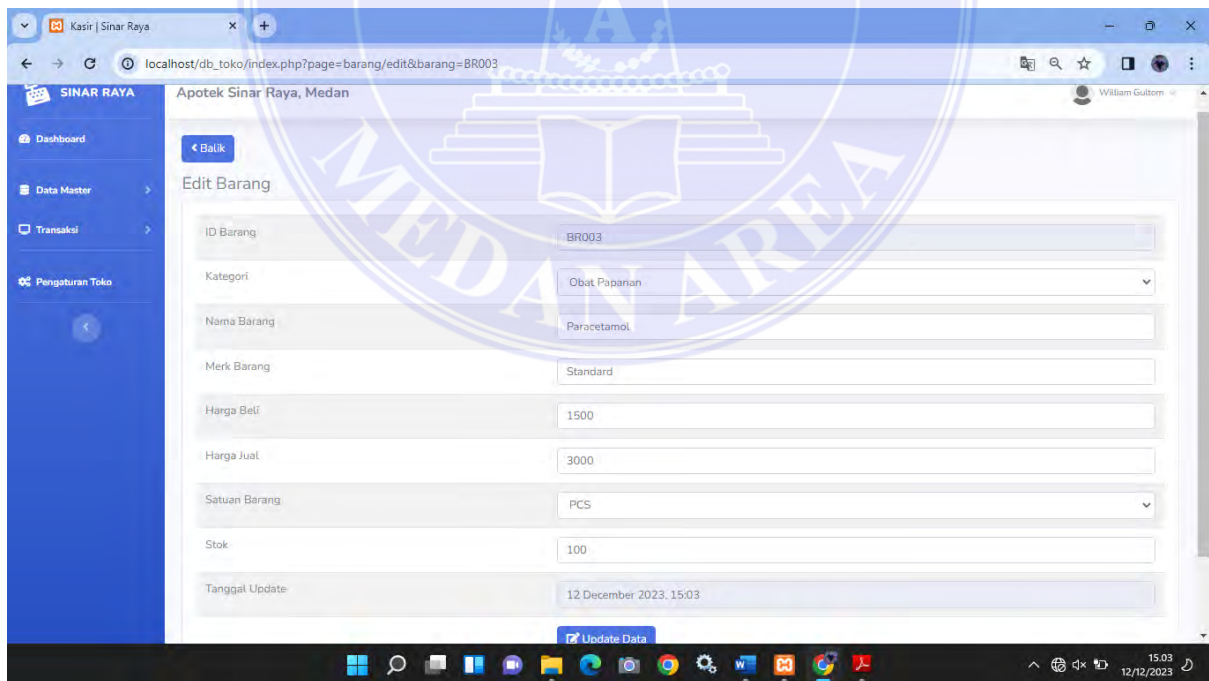 Kasir | Sinar Raya
localhost/db_toko/index.php?page=barang/edit&barang=BR003
SINAR RAYA
Apotek Sinar Raya, Medan
William Gultom
Dashboard
Balik
Data Master
Edit Barang
Transaksi
Pengaturan Toko
ID Barang
BR003
Kategori
Obat Papanan
Nama Barang
Paracetamol
Merk Barang
Standard
Harga Beli
1500
Harga Jual
3000
Satuan Barang
PCS
Stok
100
Tanggal Update
12 December 2023, 15:03
Update Data
15.03
12/12/2023
A
MEDAN AREA